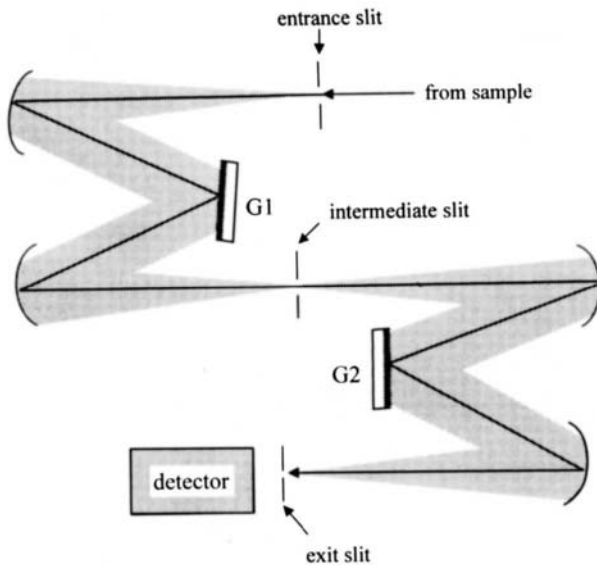 entrance slit
from sample
G1
intermediate slit
G2
detector
exit slit